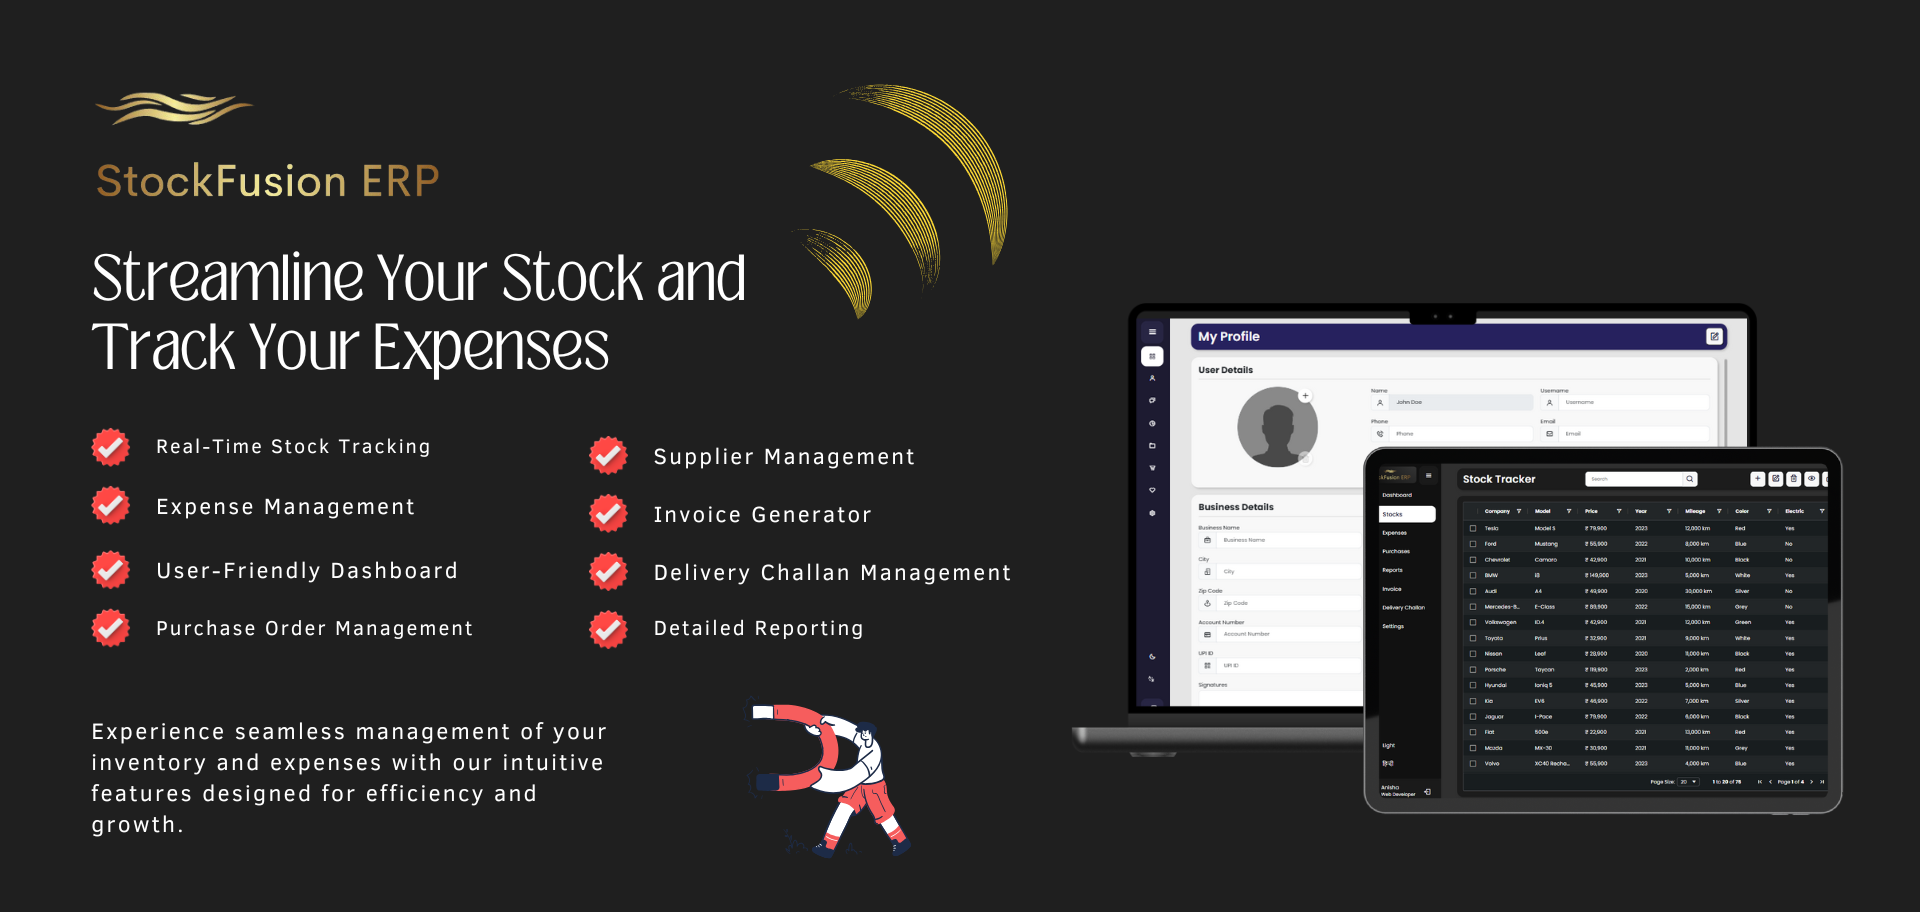 StockFusion ERP
Streamline Your Stock and
Track Your Expenses
Real-Time Stock Tracking
Expense Management
User-Friendly Dashboard
Purchase Order Management
Supplier Management
Invoice Generator
Delivery Challan Management
Detailed Reporting
Experience seamless management of your
inventory and expenses with our intuitive
features designed for efficiency and
growth.
My Profile
User Details
Name
Username
John Doe
Username
Phone
Email
Phone
Email
Business Details
Business Name
Business Name
City
City
Zip Code
Zip Code
Account Number
Account Number
UPI ID
UPI ID
Signatures
Stock Tracker
Search
Dashboard
Stocks
Expenses
Purchases
Reports
Invoice
Delivery Challan
Settings
Light
हिन्दी
Anisha
Web Developer
Company Model Price Year Mileage Color Electric
Tesla Model S ₹ 79,900 2023 12,000 km Red Yes
Ford Mustang ₹ 55,900 2022 8,000 km Blue No
Chevrolet Camaro ₹ 42,900 2021 10,000 km Black No
BMW i8 ₹ 149,900 2023 5,000 km White Yes
Audi A4 ₹ 49,900 2020 30,000 km Silver No
Mercedes-B... E-Class ₹ 89,900 2022 15,000 km Grey No
Volkswagen ID.4 ₹ 42,900 2021 12,000 km Green Yes
Toyota Prius ₹ 32,900 2021 9,000 km White Yes
Nissan Leaf ₹ 28,900 2020 11,000 km Black Yes
Porsche Taycan ₹ 119,900 2023 2,000 km Red Yes
Hyundai Ioniq 5 ₹ 45,900 2023 5,000 km Blue Yes
Kia EV6 ₹ 46,900 2022 7,000 km Silver Yes
Jaguar I-Pace ₹ 79,900 2022 6,000 km Black Yes
Fiat 500e ₹ 22,900 2021 13,000 km Red Yes
Mazda MX-30 ₹ 30,900 2021 11,000 km Grey Yes
Volvo XC40 Recha... ₹ 55,900 2023 4,000 km Blue Yes
Page Size: 20 1 to 20 of 75 Page 1 of 4